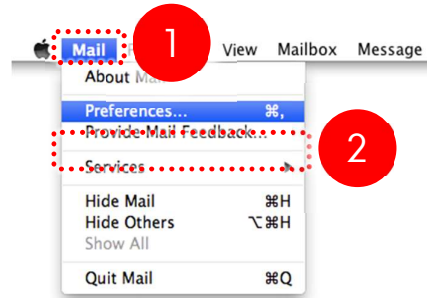 Mail View Mailbox Message
1
About Mail
Preferences... ⌘,
Provide Mail Feedback...
2
Services
Hide Mail ⌘H
Hide Others ⌥⌘H
Show All
Quit Mail ⌘Q